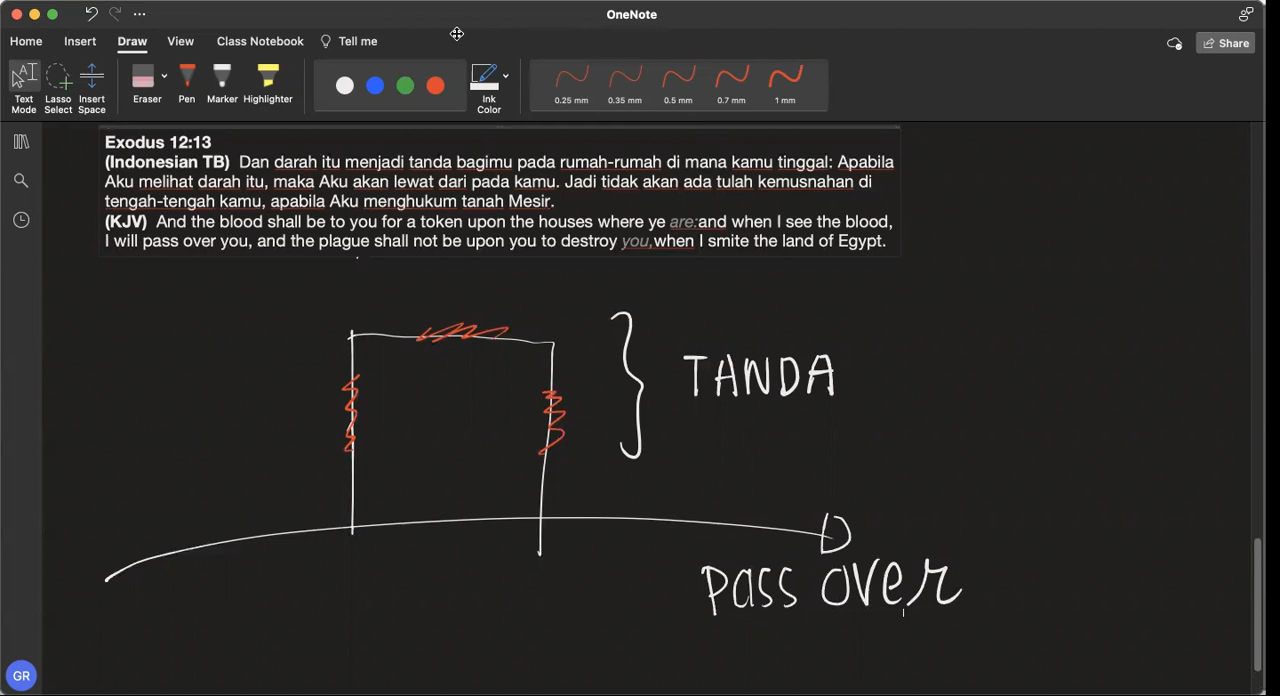 OneNote
Home Insert Draw View Class Notebook Tell me
Share
Text Mode
Lasso Select
Insert Space
Eraser
Pen
Marker
Highlighter
Ink Color
0.25 mm
0.35 mm
0.5 mm
0.7 mm
1 mm
Exodus 12:13
(Indonesian TB) Dan darah itu menjadi tanda bagimu pada rumah-rumah di mana kamu tinggal: Apabila
Aku melihat darah itu, maka Aku akan lewat dari pada kamu. Jadi tidak akan ada tulah kemusnahan di
tengah-tengah kamu, apabila Aku menghukum tanah Mesir.
(KJV) And the blood shall be to you for a token upon the houses where ye are:and when I see the blood,
I will pass over you, and the plague shall not be upon you to destroy you,when I smite the land of Egypt.
TANDA
pass over
GR